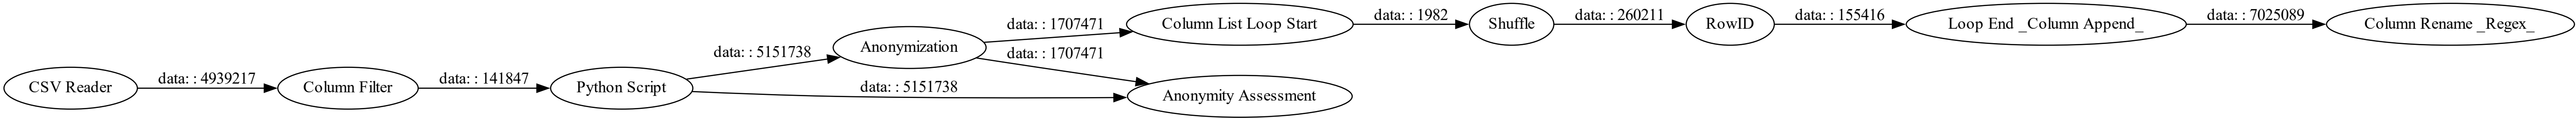 CSV Reader
data: : 4939217
Column Filter
data: : 141847
Python Script
data: : 5151738
data: : 5151738
Anonymization
data: : 1707471
data: : 1707471
Column List Loop Start
Anonymity Assessment
data: : 1982
Shuffle
data: : 260211
RowID
data: : 155416
Loop End _Column Append_
data: : 7025089
Column Rename _Regex_